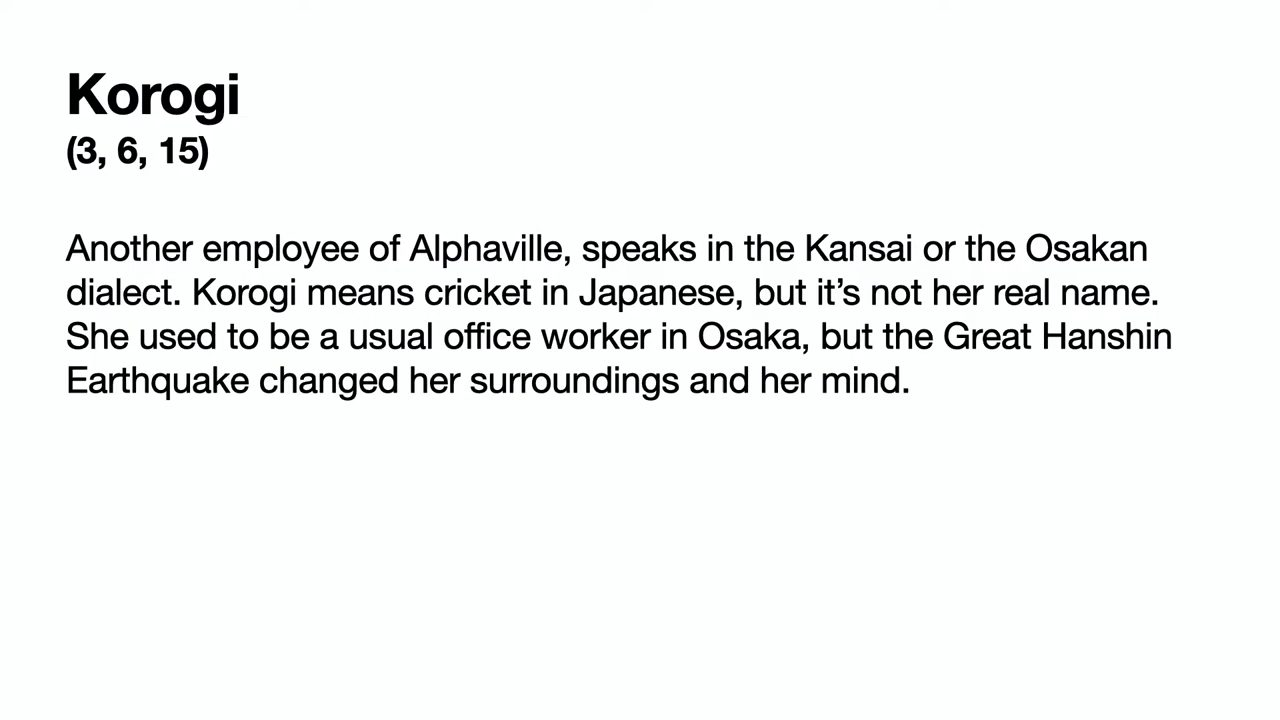 Korogi
(3, 6, 15)
Another employee of Alphaville, speaks in the Kansai or the Osakan
dialect. Korogi means cricket in Japanese, but it’s not her real name.
She used to be a usual office worker in Osaka, but the Great Hanshin
Earthquake changed her surroundings and her mind.